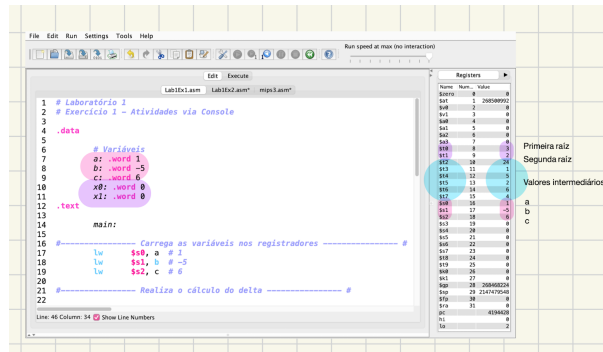 File Edit Run Settings Tools Help
Run speed at max (no interaction)
Edit Execute
Lab1Ex1.asm Lab1Ex2.asm* mips3.asm*
1 # Laboratório 1
2 # Exercício 1 – Atividades via Console
3
4 .data
5
6 # Variáveis
7 a: .word 1
8 b: .word -5
9 c: .word 6
10 x0: .word 0
11 x1: .word 0
12 .text
13
14 main:
15
16 #---------------- Carrega as variáveis nos registradores ---------------- #
17 lw $s0, a # 1
18 lw $s1, b # -5
19 lw $s2, c # 6
20
21 #---------------- Realiza o cálculo do delta ---------------- #
22
Line: 46 Column: 34 Show Line Numbers
Registers
Name Num... Value
$zero 0 0
$at 1 268500992
$v0 2 0
$v1 3 0
$a0 4 0
$a1 5 0
$a2 6 0
$a3 7 0
$t0 8 3 Primeira raíz
$t1 9 2
$t2 10 24 Segunda raíz
$t3 11 1
$t4 12 5
$t5 13 2 Valores intermediários
$t6 14 6
$t7 15 4
$s0 16 1 a
$s1 17 -5 b
$s2 18 6 c
$s3 19 0
$s4 20 0
$s5 21 0
$s6 22 0
$s7 23 0
$t8 24 0
$t9 25 0
$k0 26 0
$k1 27 0
$gp 28 268468224
$sp 29 2147479548
$fp 30 0
$ra 31 0
pc 4194428
hi 0
lo 2